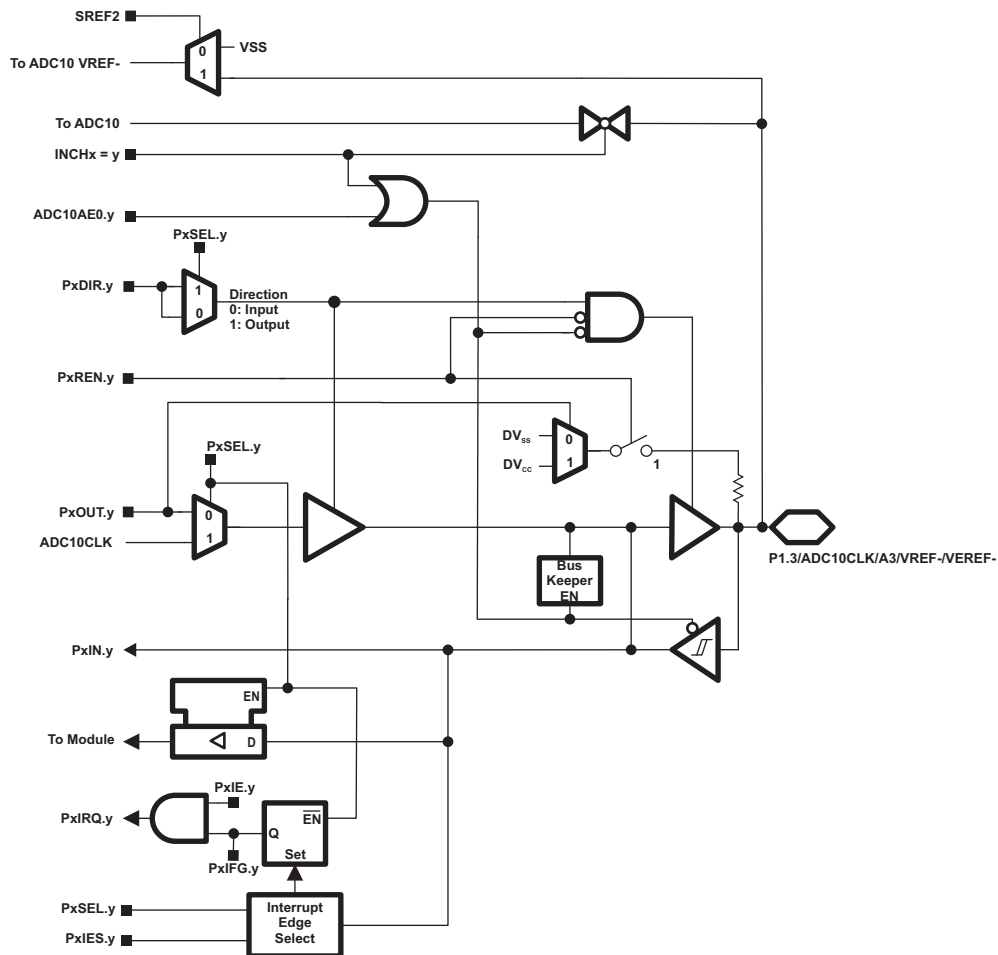 SREF2
VSS
0
To ADC10 VREF-
1
To ADC10
INCHx = y
ADC10AE0.y
PxSEL.y
PxDIR.y
1
0
Direction
0: Input
1: Output
PxREN.y
DVSS
0
DVCC
1
1
PxSEL.y
PxOUT.y
0
ADC10CLK
1
P1.3/ADC10CLK/A3/VREF-/VEREF-
Bus
Keeper
EN
PxIN.y
EN
To Module
D
PxIE.y
PxIRQ.y
EN
Q
Set
PxIFG.y
PxSEL.y
PxIES.y
Interrupt
Edge
Select